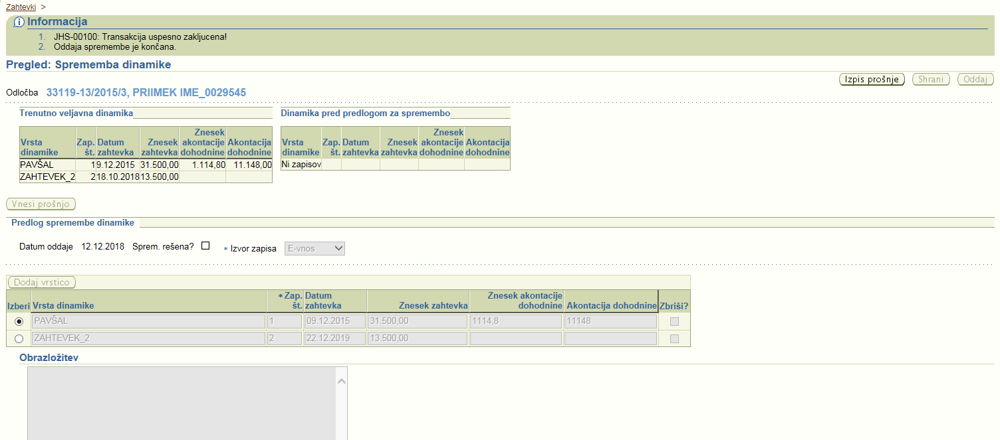 Zahtevki >
Informacija
1. JHS-00100: Transakcija uspesno zakljucena!
2. Oddaja spremembe je končana.
Pregled: Sprememba dinamike
Izpis prošnje Shrani Oddaj
Odločba 33119-13/2015/3, PRIIMEK IME_0029545
Trenutno veljavna dinamika
Vrsta dinamike Zap. št. Datum zahtevka Znesek zahtevka Znesek akontacije dohodnine Akontacija dohodnine
PAVŠAL 1 9.12.2015 31.500,00 1.114,80 11.148,00
ZAHTEVEK_2 2 18.10.2018 13.500,00
Dinamika pred predlogom za spremembo
Vrsta dinamike Zap. št. Datum zahtevka Znesek zahtevka Znesek akontacije dohodnine Akontacija dohodnine
Ni zapisov
Vnesi prošnjo
Predlog spremembe dinamike
Datum oddaje 12.12.2018 Sprem. rešena? * Izvor zapisa E-vnos
Dodaj vrstico
Izberi Vrsta dinamike * Zap. št. Datum zahtevka Znesek zahtevka Znesek akontacije dohodnine Akontacija dohodnine Zbriši?
PAVŠAL 1 09.12.2015 31.500,00 1114,8 11148
ZAHTEVEK_2 2 22.12.2019 13.500,00
Obrazložitev